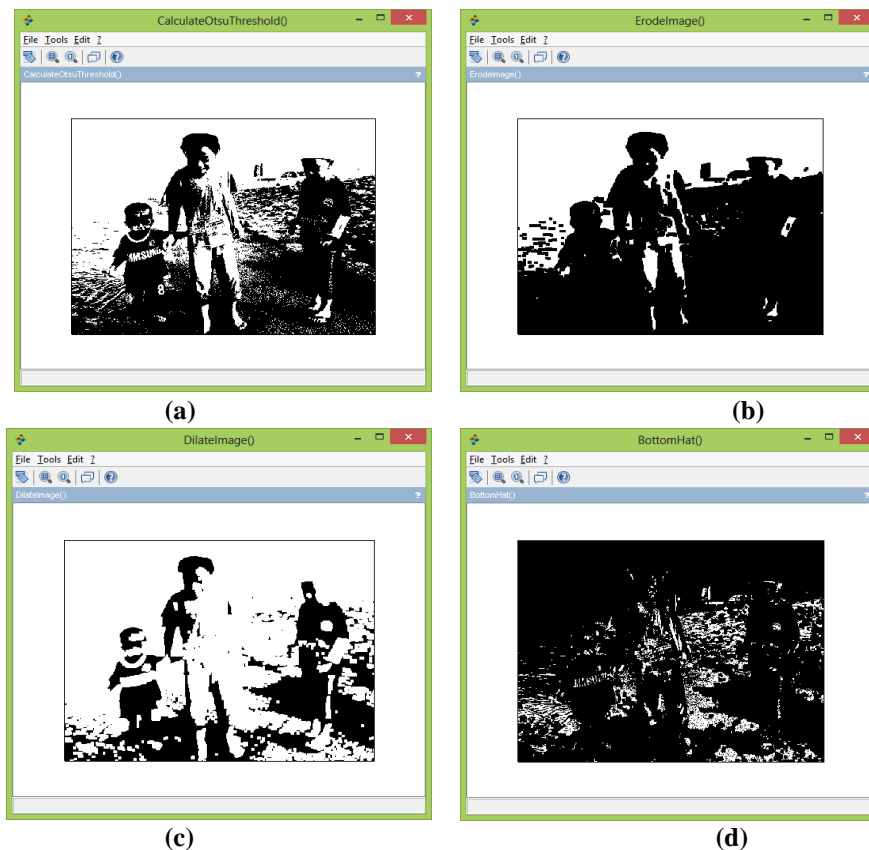 CalculateOtsuThreshold()
File Tools Edit ?
CalculateOtsuThreshold() ?
ErodeImage()
File Tools Edit ?
ErodeImage() ?
(a)
(b)
DilateImage()
File Tools Edit ?
DilateImage() ?
BottomHat()
File Tools Edit ?
BottomHat() ?
(c)
(d)